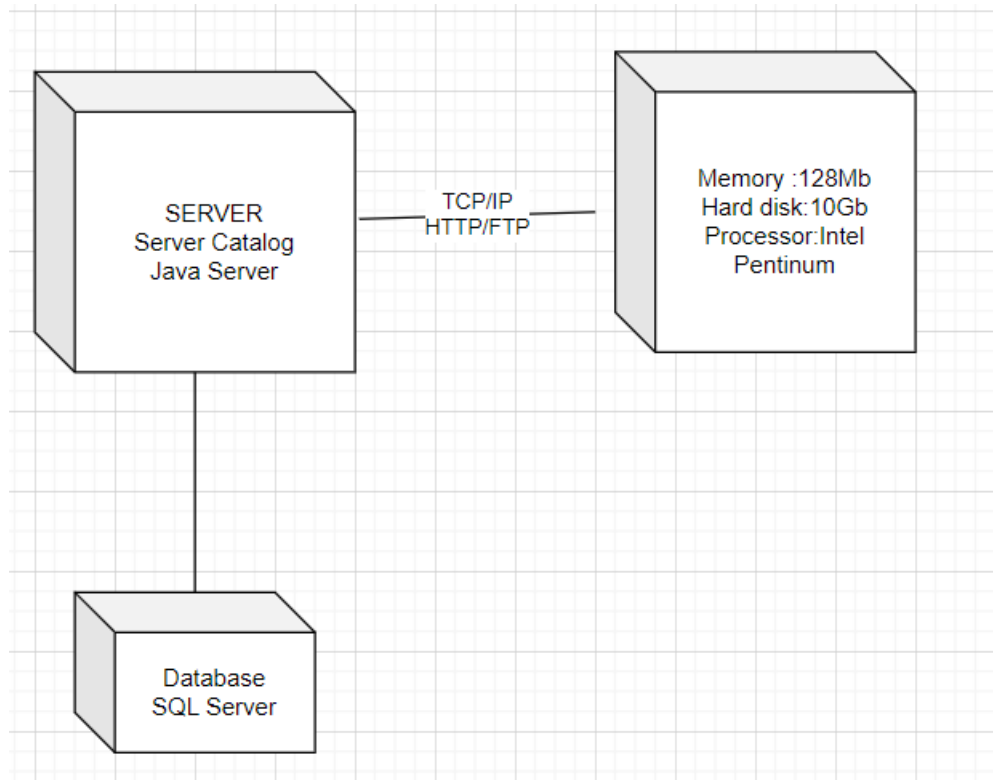 SERVER
Server Catalog
Java Server
TCP/IP
HTTP/FTP
Memory :128Mb
Hard disk:10Gb
Processor:Intel
Pentinum
Database
SQL Server